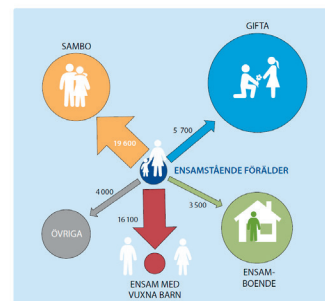 SAMBO
GIFTA
19 600
5 700
ENSAMSTÅENDE FÖRÄLDER
4 000
3 500
16 100
ÖVRIGA
ENSAM-
BOENDE
ENSAM MED
VUXNA BARN